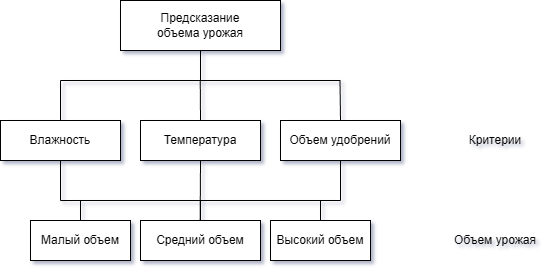 Предсказание
объема урожая
Влажность
Температура
Объем удобрений
Критерии
Малый объем
Средний объем
Высокий объем
Объем урожая